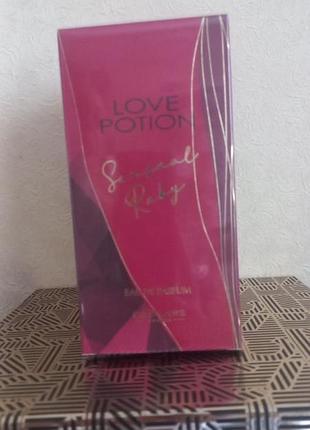 LOVE
POTION
Sensual
Ruby
EAU DE PARFUM